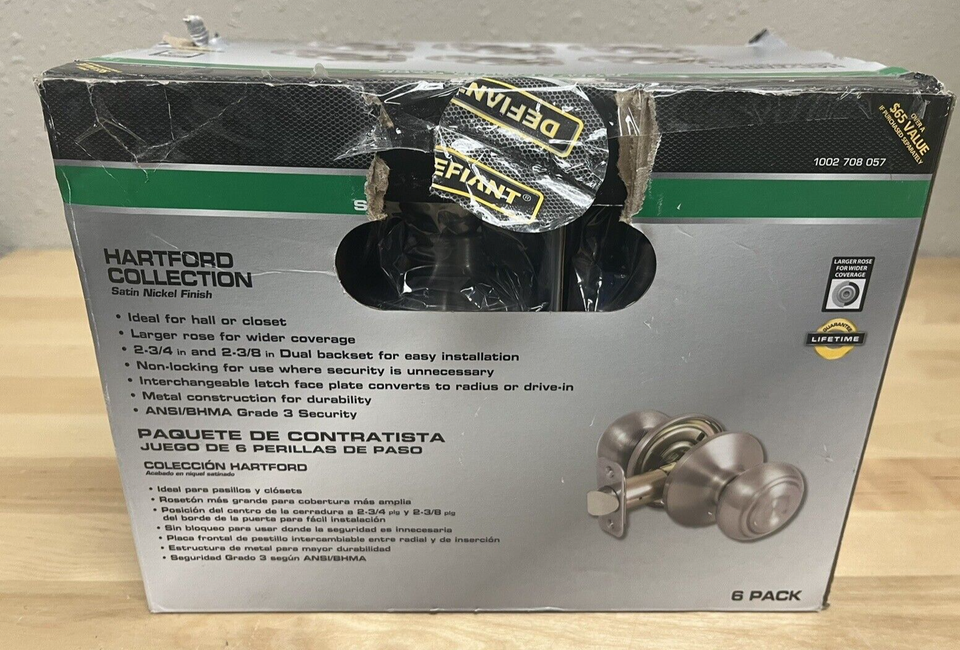 DEFIAN
DEFIANT
OVER A
$65 VALUE
IF PURCHASED SEPARATELY
1002 708 057
EFIANT®
S
HARTFORD
COLLECTION
Satin Nickel Finish
• Ideal for hall or closet
• Larger rose for wider coverage
• 2-3/4 in and 2-3/8 in Dual backset for easy installation
• Non-locking for use where security is unnecessary
• Interchangeable latch face plate converts to radius or drive-in
• Metal construction for durability
• ANSI/BHMA Grade 3 Security
LARGER ROSE
FOR WIDER
COVERAGE
GUARANTEE
LIFETIME
PAQUETE DE CONTRATISTA
JUEGO DE 6 PERILLAS DE PASO
COLECCIÓN HARTFORD
Acabado en níquel satinado
• Ideal para pasillos y clósets
• Rosetón más grande para cobertura más amplia
• Posición del centro de la cerradura a 2-3/4 plg y 2-3/8 plg
del borde de la puerta para fácil instalación
• Sin bloqueo para usar donde la seguridad es innecesaria
• Placa frontal de pestillo intercambiable entre radial y de inserción
• Estructura de metal para mayor durabilidad
• Seguridad Grado 3 según ANSI/BHMA
6 PACK